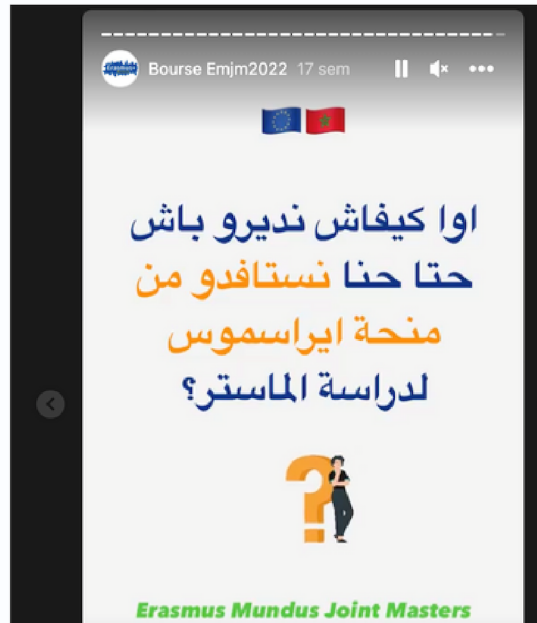 Bourse Emjm2022 17 sem
اوا كيفاش نديرو باش
حتا حنا نستافدو من
منحة ايراسموس
لدراسة الماستر؟
Erasmus Mundus Joint Masters